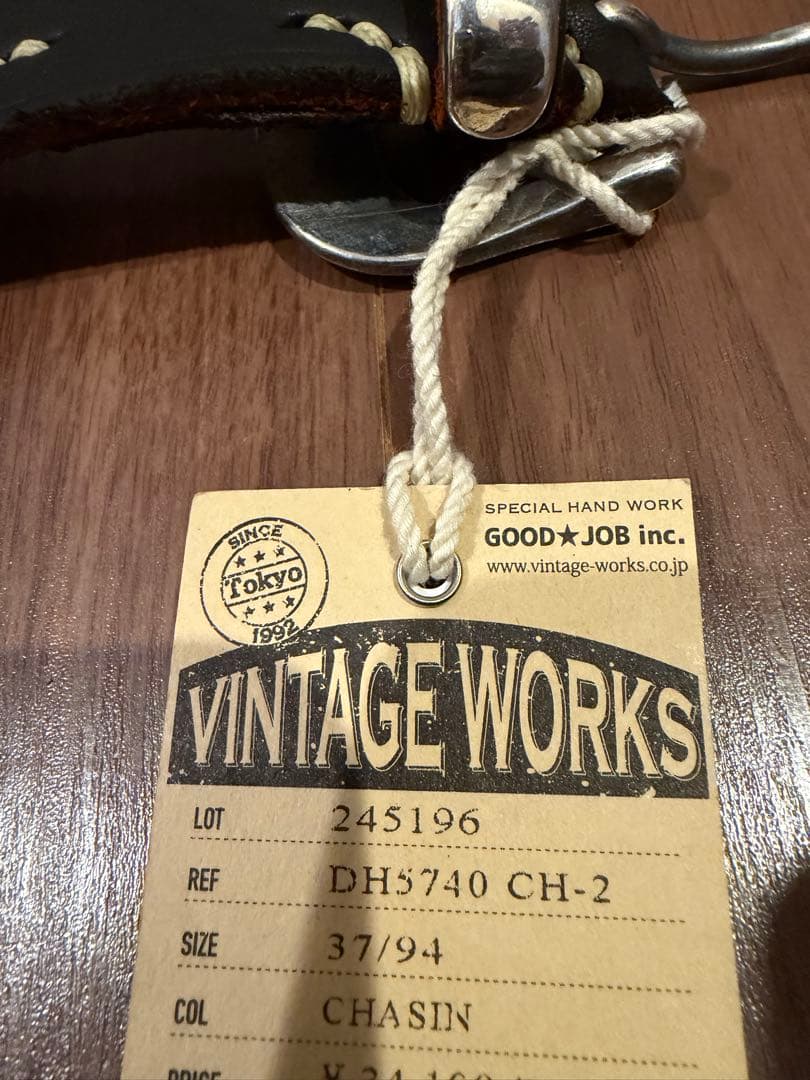 SPECIAL HAND WORK
GOOD★JOB inc.
www.vintage-works.co.jp
SINCE
Tokyo
1992
VINTAGE WORKS
LOT 245196
REF DH5740 CH-2
SIZE 37/94
COL CHASIN
PRICE ¥